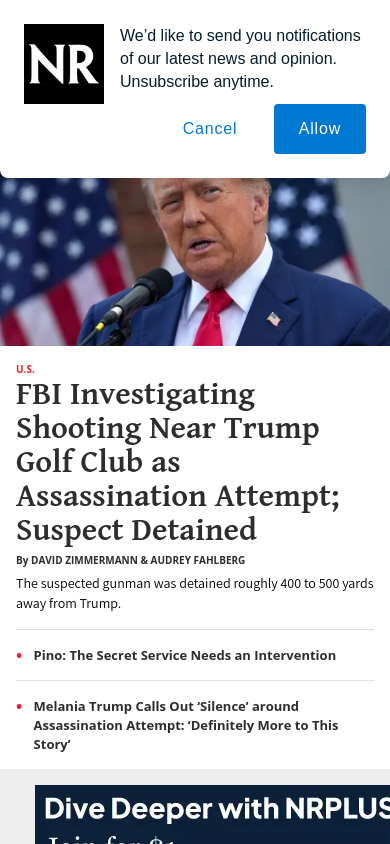 NR
We’d like to send you notifications
of our latest news and opinion.
Unsubscribe anytime.
Cancel
Allow
U.S.
FBI Investigating
Shooting Near Trump
Golf Club as
Assassination Attempt;
Suspect Detained
By DAVID ZIMMERMANN & AUDREY FAHLBERG
The suspected gunman was detained roughly 400 to 500 yards
away from Trump.
• Pino: The Secret Service Needs an Intervention
• Melania Trump Calls Out ‘Silence’ around
Assassination Attempt: ‘Definitely More to This
Story’
Dive Deeper with NRPLUS
Join for $1